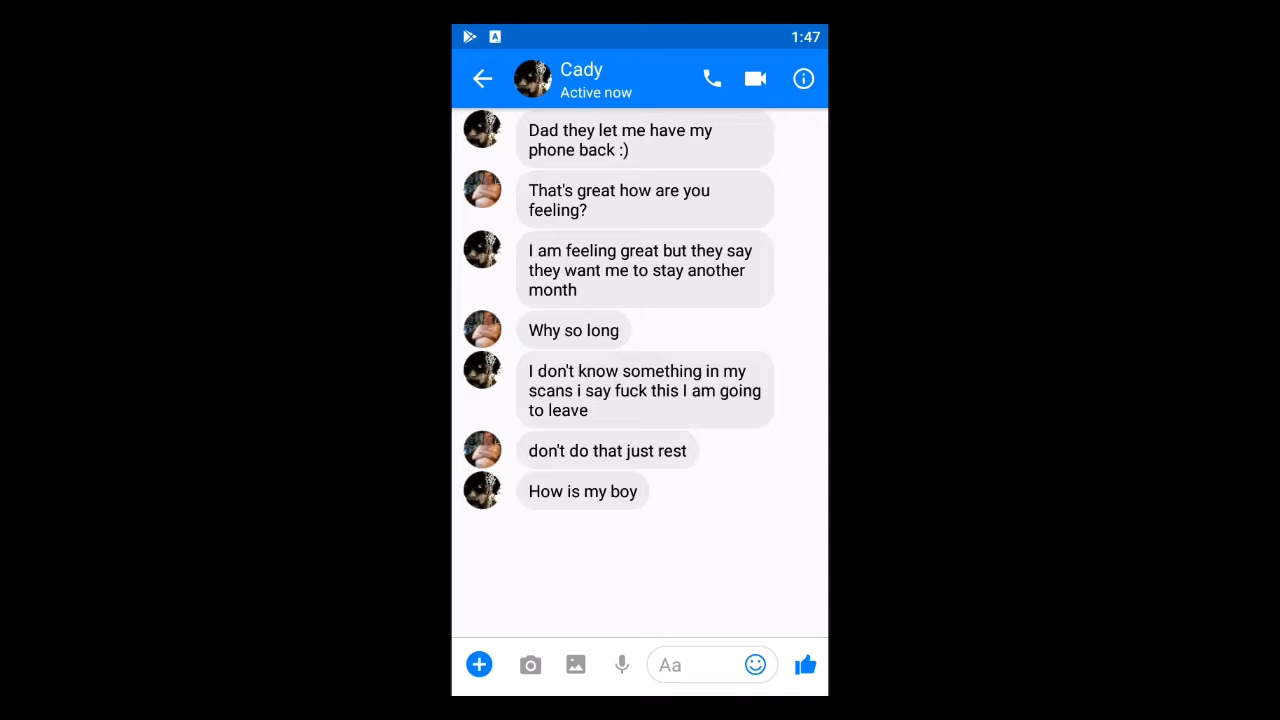 A
1:47
Cady
Active now
Dad they let me have my
phone back :)
That's great how are you
feeling?
I am feeling great but they say
they want me to stay another
month
Why so long
I don't know something in my
scans i say fuck this I am going
to leave
don't do that just rest
How is my boy
Aa